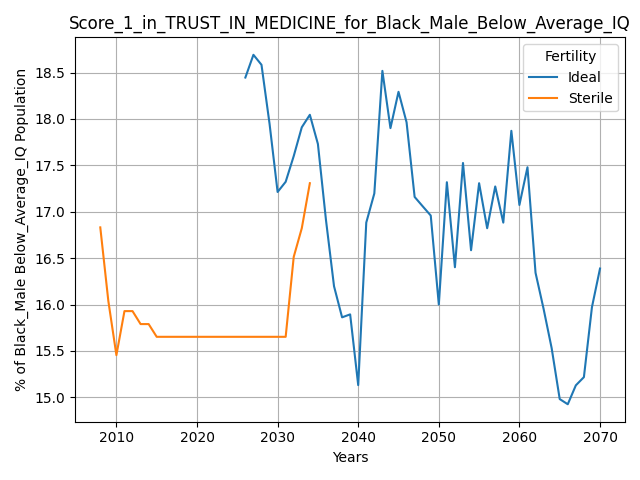 Score_1_in_TRUST_IN_MEDICINE_for_Black_Male_Below_Average_IQ
Fertility
Ideal
Sterile
% of Black_Male Below_Average_IQ Population
18.5
18.0
17.5
17.0
16.5
16.0
15.5
15.0
2010 2020 2030 2040 2050 2060 2070
Years